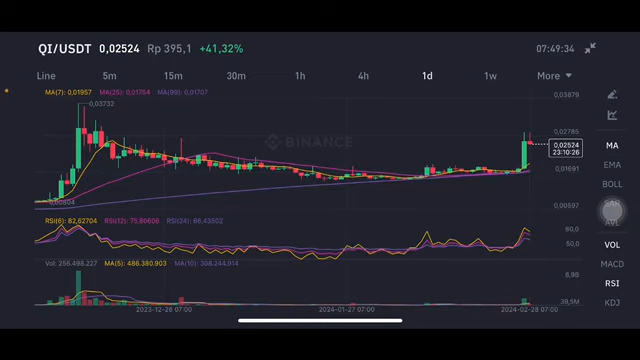 QI/USDT 0,02524 Rp 395,1 +41,32% 07:49:34
Line 5m 15m 30m 1h 4h 1d 1w More
MA(7): 0,01957 MA(25): 0,01754 MA(99): 0,01707
0,03879
0,03732
0,02785
BINANCE
0,02524
23:10:26
0,01691
0,00597
0,00604
MA
EMA
BOLL
SAR
AVL
VOL
MACD
RSI
KDJ
RSI(6): 82,62704 RSI(12): 75,80606 RSI(24): 66,43502
80,0
50,0
Vol: 256.498.227 MA(5): 486.380.903 MA(10): 308.244.914
8,9B
39,5M
2023-12-26 07:00 2024-01-27 07:00 2024-02-28 07:00